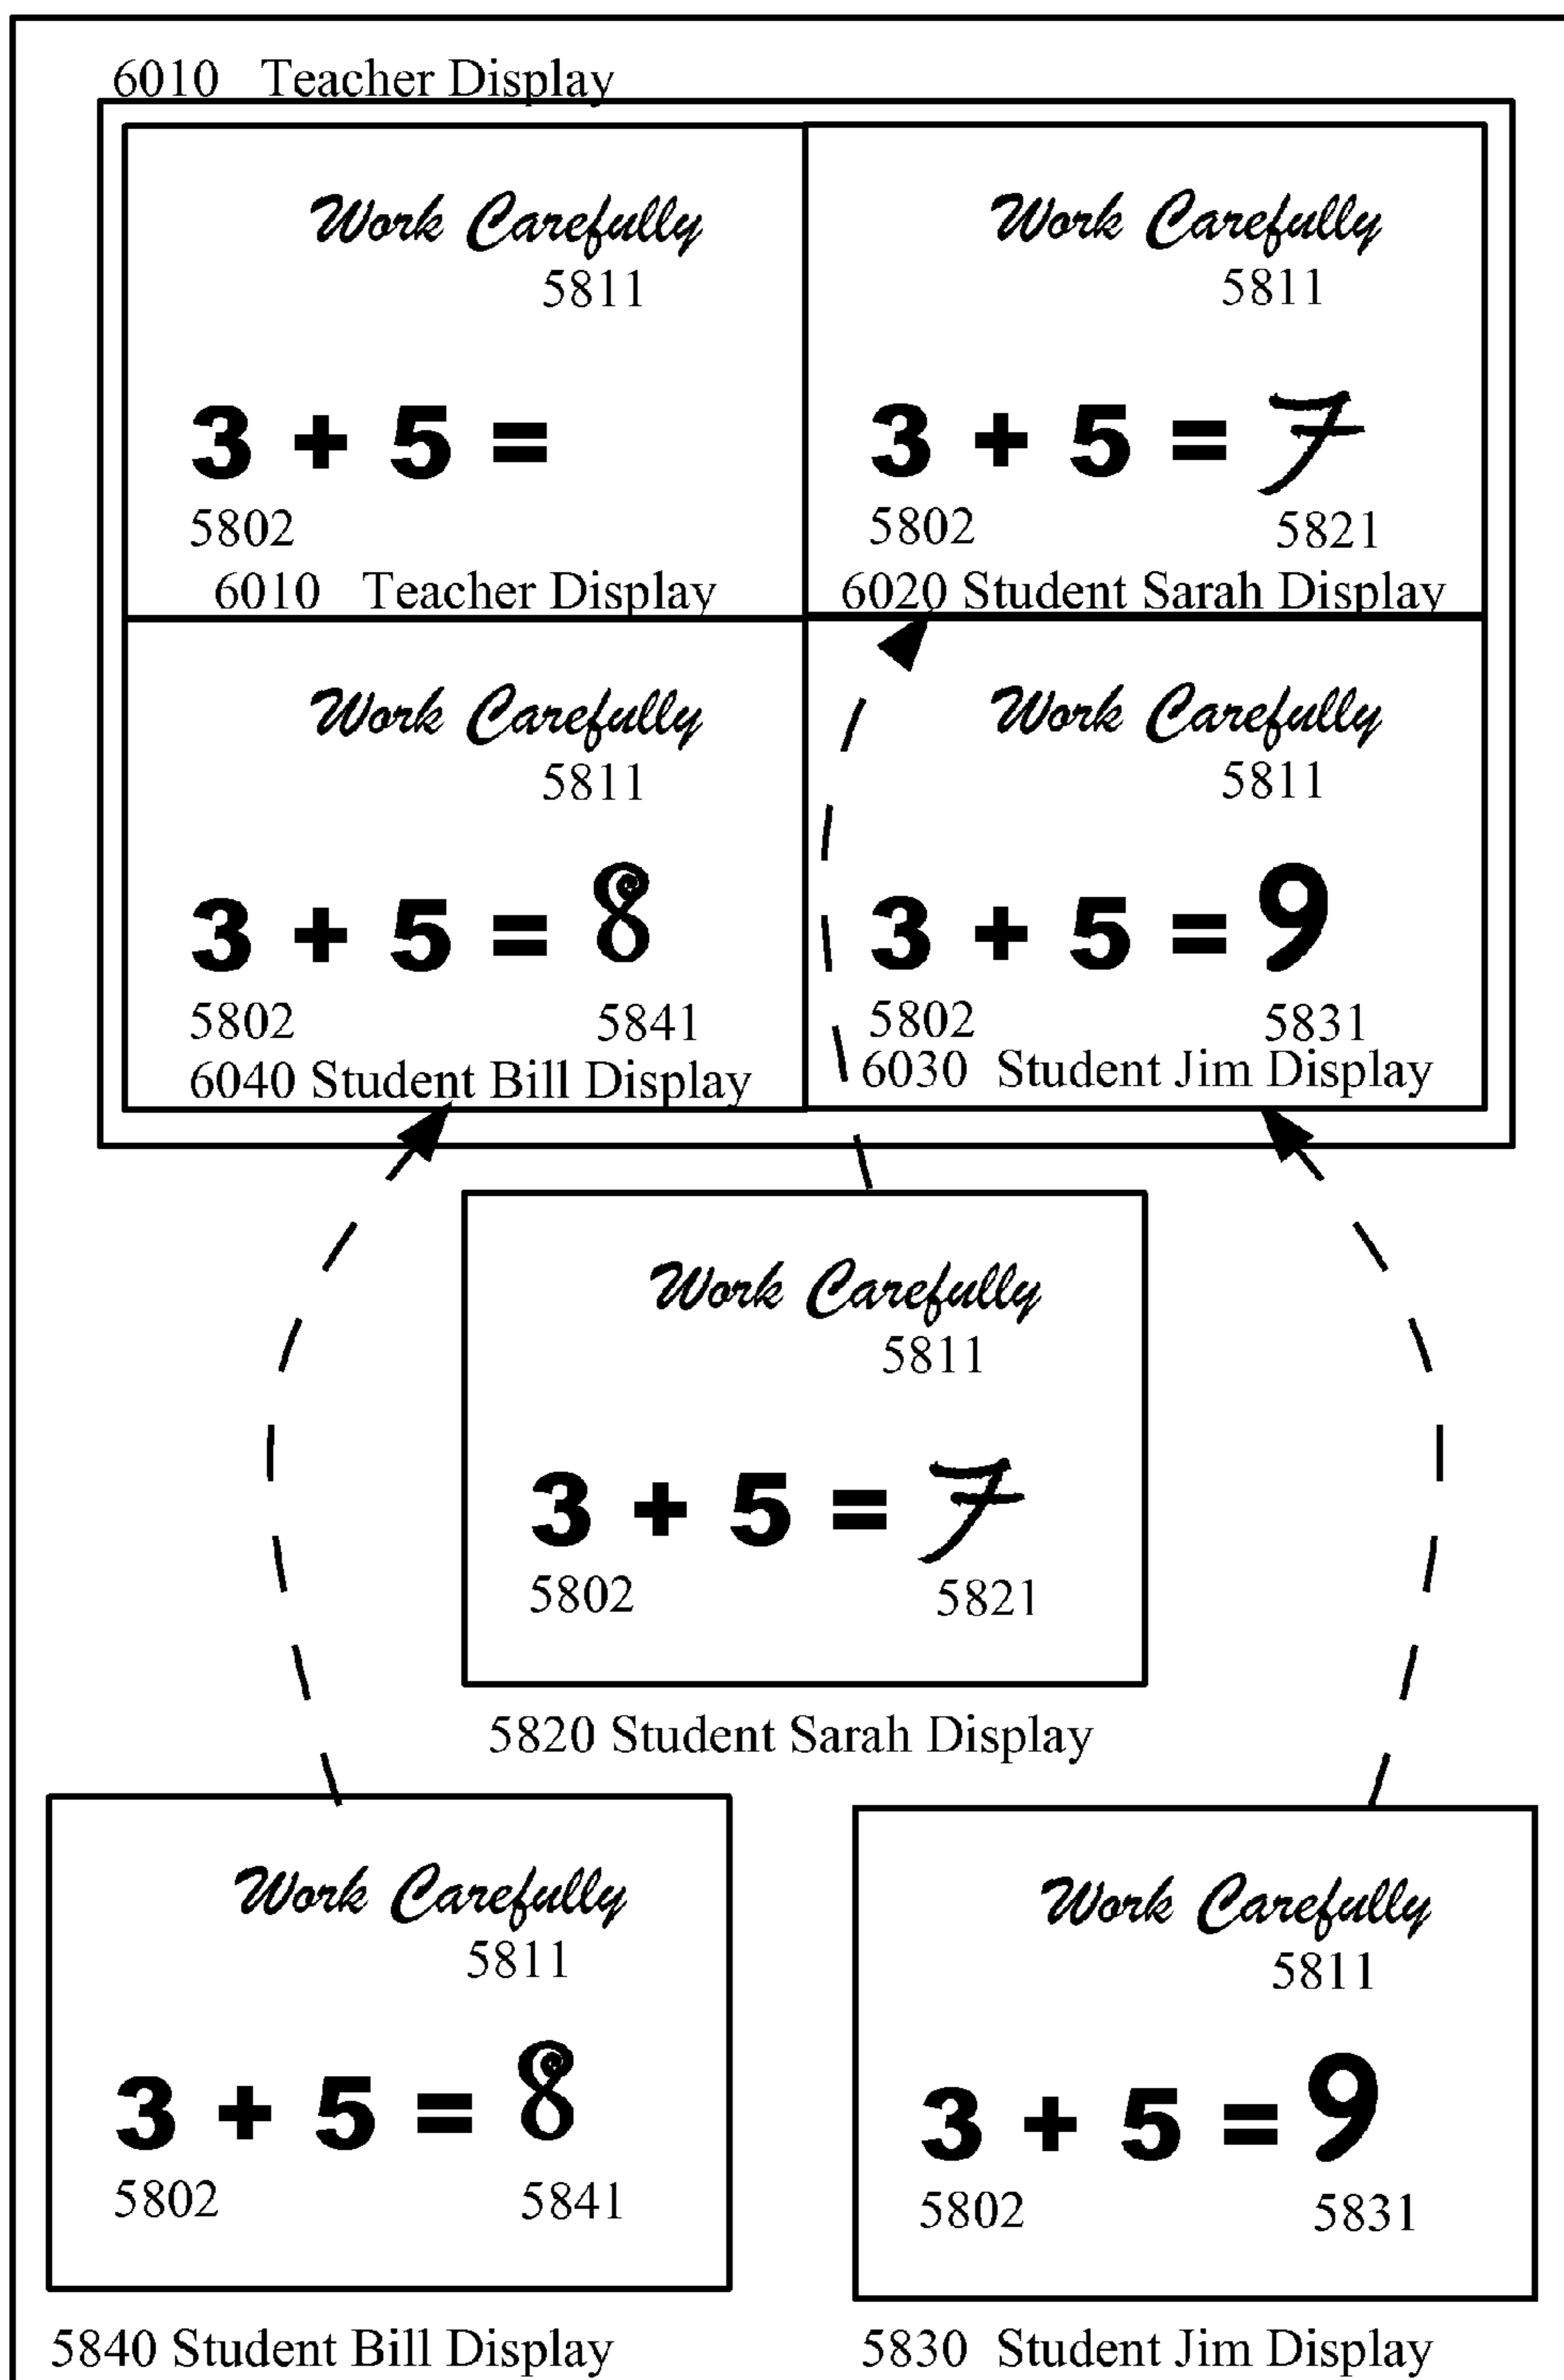 6010 Teacher Display
Work Carefully
5811
3 + 5 =
5802
6010 Teacher Display
Work Carefully
5811
3 + 5 = 7
5802 5821
6020 Student Sarah Display
Work Carefully
5811
3 + 5 = 8
5802 5841
6040 Student Bill Display
Work Carefully
5811
3 + 5 = 9
5802 5831
6030 Student Jim Display
Work Carefully
5811
3 + 5 = 7
5802 5821
5820 Student Sarah Display
Work Carefully
5811
3 + 5 = 8
5802 5841
5840 Student Bill Display
Work Carefully
5811
3 + 5 = 9
5802 5831
5830 Student Jim Display